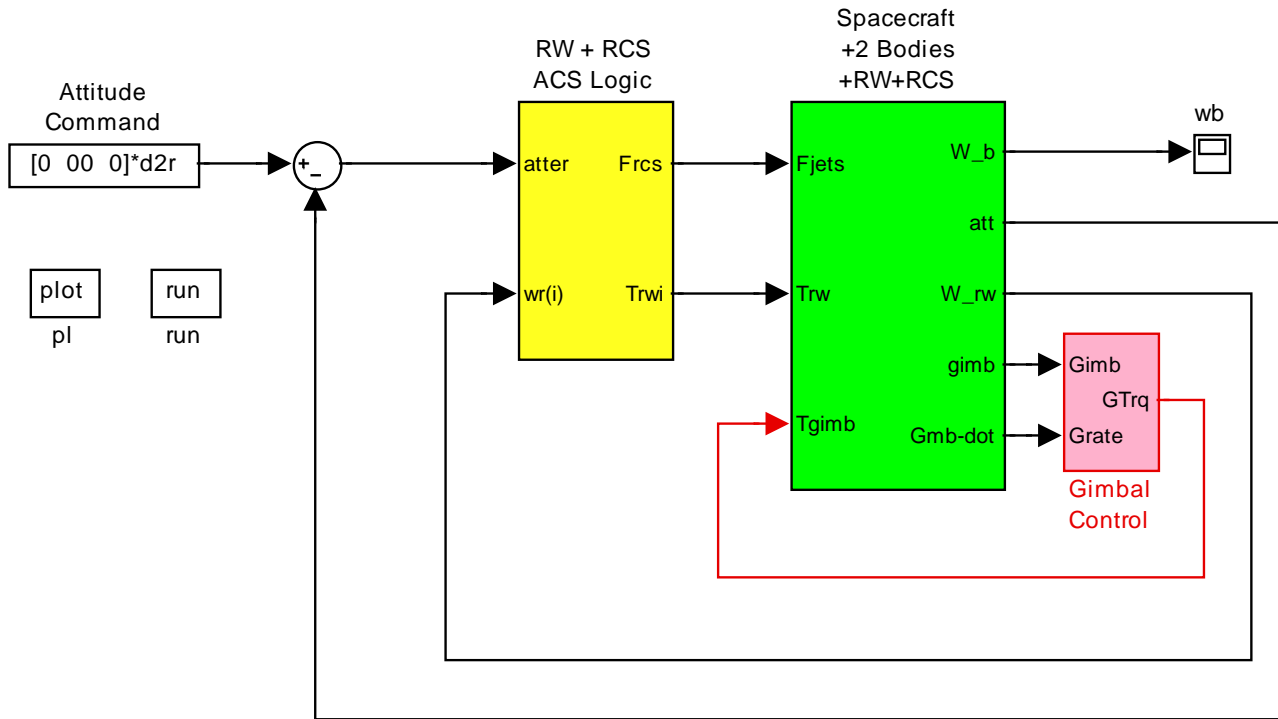 Spacecraft
+2 Bodies
+RW+RCS
RW + RCS
ACS Logic
Attitude
Command
[0  00  0]*d2r
+
−
atter
Frcs
wr(i)
Trwi
Fjets
Trw
Tgimb
W_b
att
W_rw
gimb
Gmb-dot
wb
Gimb
GTrq
Grate
Gimbal
Control
plot
pl
run
run